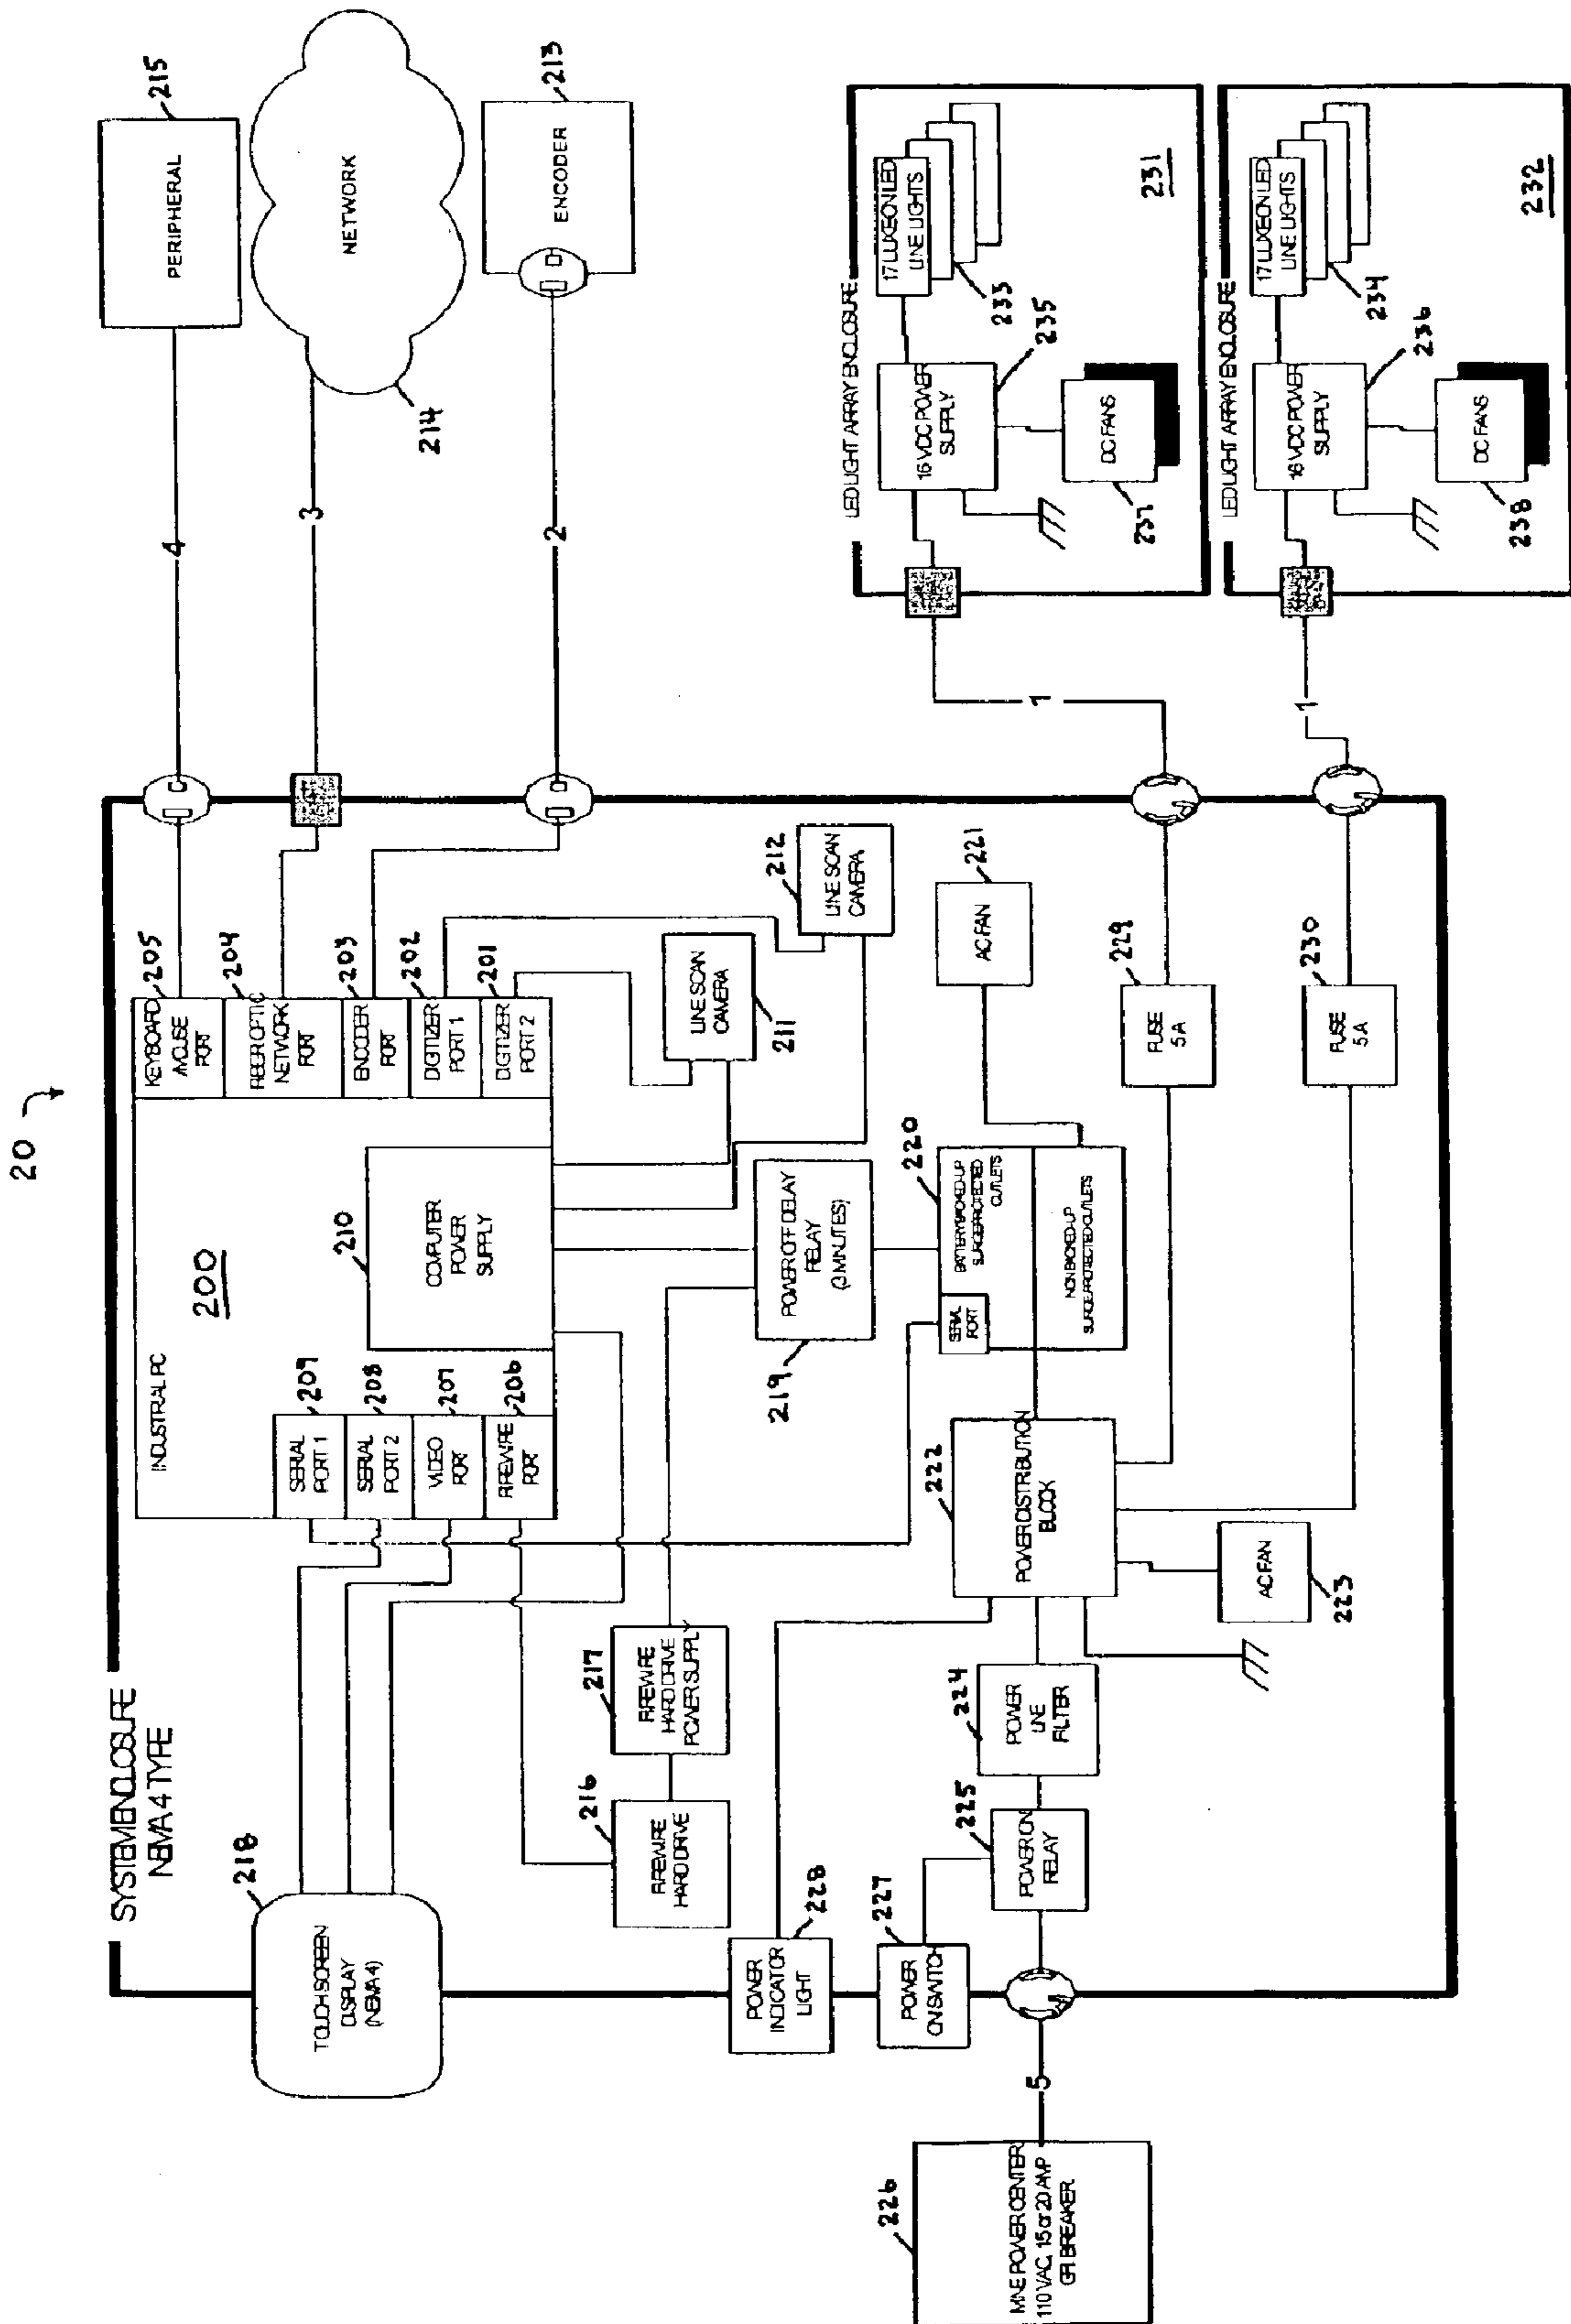 20
SYSTEM ENCLOSURE
NEMA 4 TYPE
218
TOUCH SCREEN
DISPLAY
(NEMA 4)
INDUSTRIAL PC
200
209
SERIAL
PORT 1
208
SERIAL
PORT 2
207
VIDEO
PORT
206
FIREWIRE
PORT
210
COMPUTER
POWER
SUPPLY
KEYBOARD
/MOUSE
PORT
205
FIBER OPTIC
NETWORK
PORT
204
ENCODER
PORT
203
DIGITIZER
PORT 1
202
DIGITIZER
PORT 2
201
4
PERIPHERAL
215
3
NETWORK
214
2
ENCODER
213
LINE SCAN
CAMERA
211
LINE SCAN
CAMERA
212
216
FIREWIRE
HARD DRIVE
217
FIREWIRE
HARD DRIVE
POWER SUPPLY
POWER OFF DELAY
RELAY
(3 MINUTES)
219
220
BATTERY BACKED-UP
SURGE PROTECTED
OUTLETS
SERIAL
PORT
NON BACKED-UP
SURGE PROTECTED OUTLETS
AC FAN
221
POWER
INDICATOR
LIGHT
228
POWER
ON SWITCH
227
225
POWER ON
RELAY
224
POWER
LINE
FILTER
222
POWER DISTRIBUTION
BLOCK
AC FAN
223
FUSE
5A
229
FUSE
5A
230
226
MINE POWER CENTER
110 VAC, 15 or 20 AMP
GFI BREAKER
5
1
LED LIGHT ARRAY ENCLOSURE
16 VDC POWER
SUPPLY
235
17 LUXEON LED
LINE LIGHTS
233
DC FANS
237
231
1
LED LIGHT ARRAY ENCLOSURE
16 VDC POWER
SUPPLY
236
17 LUXEON LED
LINE LIGHTS
234
DC FANS
238
232